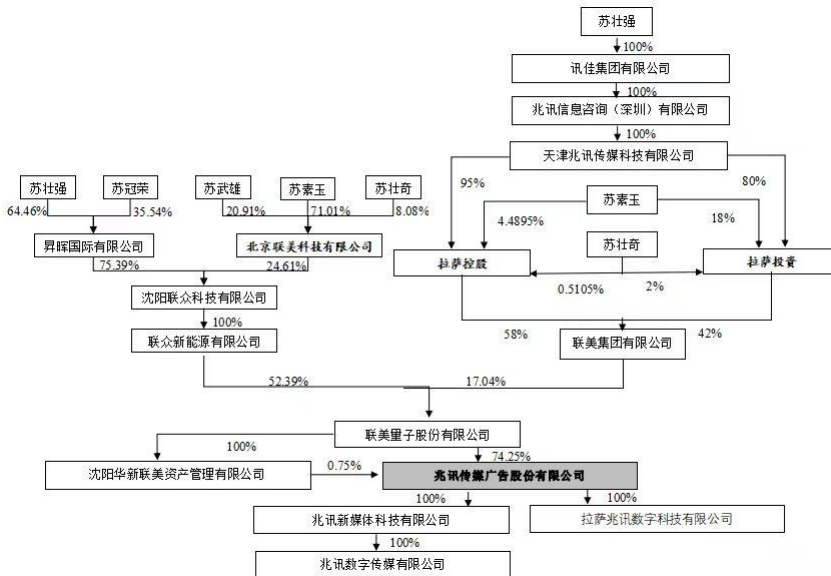 苏壮强
100%
讯佳集团有限公司
100%
兆讯信息咨询（深圳）有限公司
100%
天津兆讯传媒科技有限公司
95%
80%
苏壮强
苏冠荣
苏武雄
苏素玉
苏壮奇
苏素玉
64.46%
35.54%
20.91%
71.01%
8.08%
4.4895%
18%
苏壮奇
昇晖国际有限公司
北京联美科技有限公司
拉萨控股
拉萨投资
75.39%
24.61%
0.5105%
2%
沈阳联众科技有限公司
100%
58%
42%
联众新能源有限公司
联美集团有限公司
52.39%
17.04%
联美量子股份有限公司
100%
74.25%
沈阳华新联美资产管理有限公司
0.75%
兆讯传媒广告股份有限公司
100%
100%
兆讯新媒体科技有限公司
拉萨兆讯数字科技有限公司
100%
兆讯数字传媒有限公司